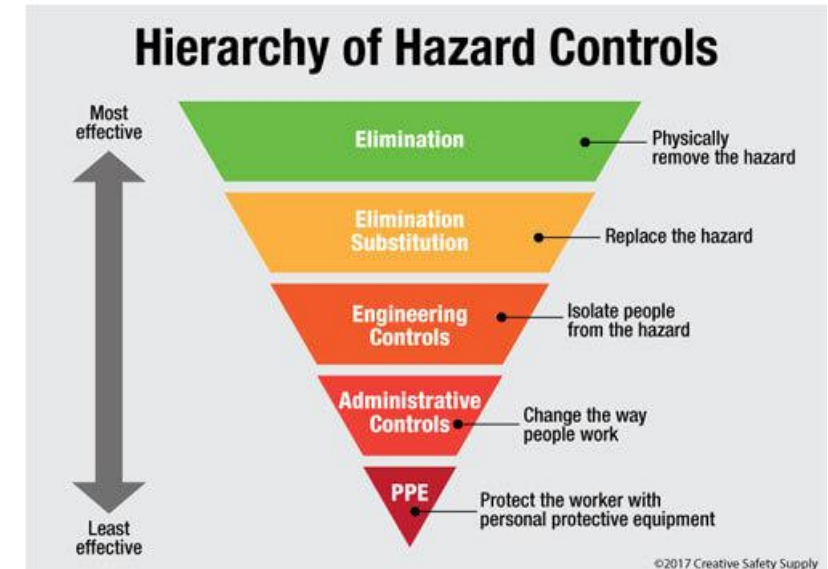 Hierarchy of Hazard Controls
Most
effective
Elimination
Physically
remove the hazard
Elimination
Substitution
Replace the hazard
Engineering
Controls
Isolate people
from the hazard
Administrative
Controls
Change the way
people work
PPE
Protect the worker with
personal protective equipment
Least
effective
©2017 Creative Safety Supply